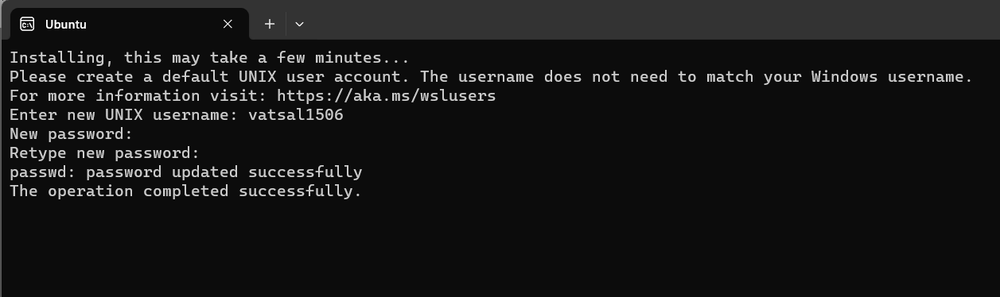 Ubuntu
Installing, this may take a few minutes...
Please create a default UNIX user account. The username does not need to match your Windows username.
For more information visit: https://aka.ms/wslusers
Enter new UNIX username: vatsal1506
New password:
Retype new password:
passwd: password updated successfully
The operation completed successfully.